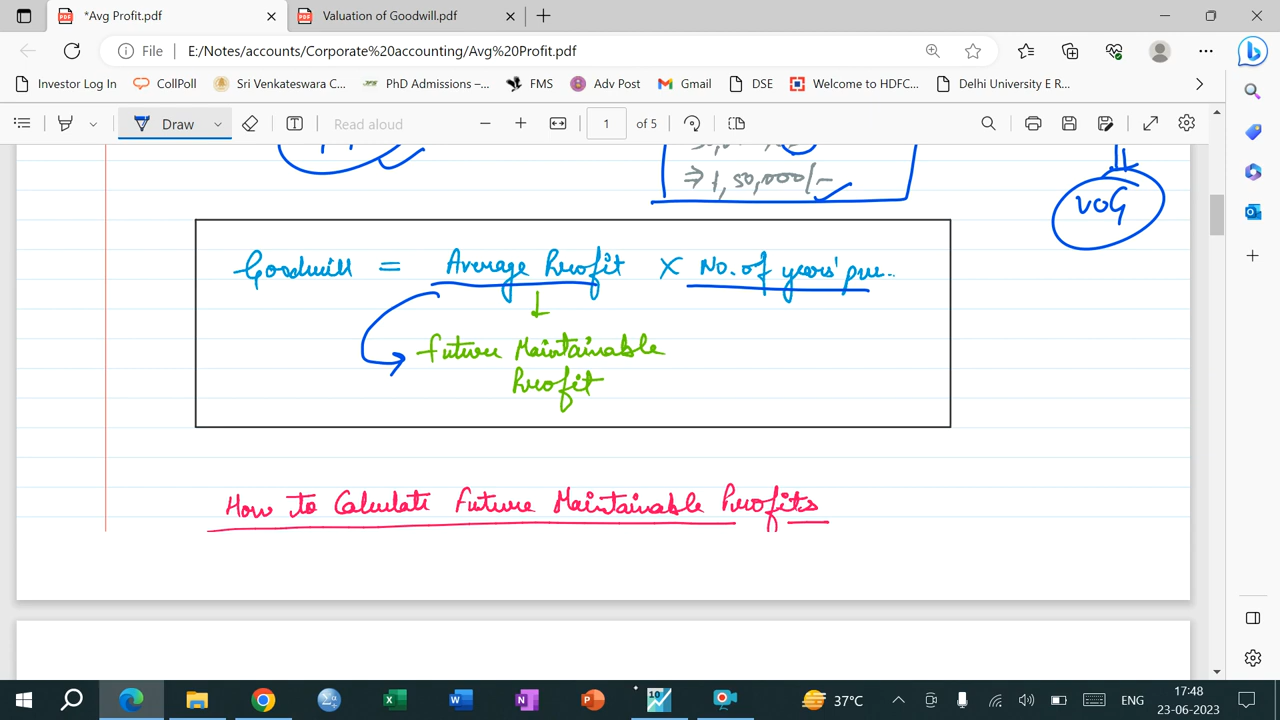 *Avg Profit.pdf
Valuation of Goodwill.pdf
File E:/Notes/accounts/Corporate%20accounting/Avg%20Profit.pdf
Investor Log In
CollPoll
Sri Venkateswara C...
PhD Admissions –...
FMS
Adv Post
Gmail
DSE
Welcome to HDFC...
Delhi University E R...
Draw
Read aloud
1 of 5
⇒ 1,50,000/-
VOG
Goodwill = Average Profit × No. of years' pur..
Future Maintainable
Profit
How to Calculate Future Maintainable Profits
37°C
ENG
17:48
23-06-2023